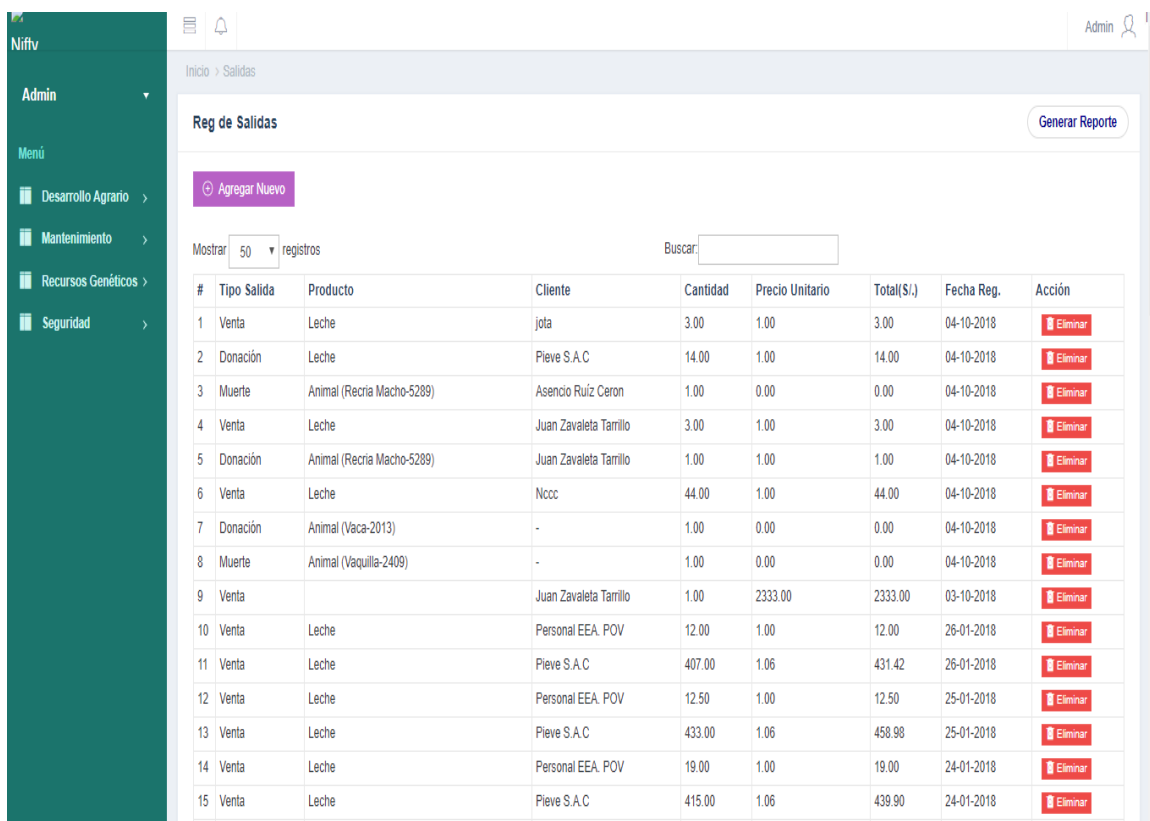 Nifty
Admin
Admin
Menú
Desarrollo Agrario
Mantenimiento
Recursos Genéticos
Seguridad
Inicio > Salidas
Reg de Salidas
Generar Reporte
Agregar Nuevo
Mostrar 50 registros
Buscar:
# Tipo Salida Producto Cliente Cantidad Precio Unitario Total(S/.) Fecha Reg. Acción
1 Venta Leche jota 3.00 1.00 3.00 04-10-2018 Eliminar
2 Donación Leche Pieve S.A.C 14.00 1.00 14.00 04-10-2018 Eliminar
3 Muerte Animal (Recria Macho-5289) Asencio Ruíz Ceron 1.00 0.00 0.00 04-10-2018 Eliminar
4 Venta Leche Juan Zavaleta Tarrillo 3.00 1.00 3.00 04-10-2018 Eliminar
5 Donación Animal (Recria Macho-5289) Juan Zavaleta Tarrillo 1.00 1.00 1.00 04-10-2018 Eliminar
6 Venta Leche Nccc 44.00 1.00 44.00 04-10-2018 Eliminar
7 Donación Animal (Vaca-2013) - 1.00 0.00 0.00 04-10-2018 Eliminar
8 Muerte Animal (Vaquilla-2409) - 1.00 0.00 0.00 04-10-2018 Eliminar
9 Venta Juan Zavaleta Tarrillo 1.00 2333.00 2333.00 03-10-2018 Eliminar
10 Venta Leche Personal EEA. POV 12.00 1.00 12.00 26-01-2018 Eliminar
11 Venta Leche Pieve S.A.C 407.00 1.06 431.42 26-01-2018 Eliminar
12 Venta Leche Personal EEA. POV 12.50 1.00 12.50 25-01-2018 Eliminar
13 Venta Leche Pieve S.A.C 433.00 1.06 458.98 25-01-2018 Eliminar
14 Venta Leche Personal EEA. POV 19.00 1.00 19.00 24-01-2018 Eliminar
15 Venta Leche Pieve S.A.C 415.00 1.06 439.90 24-01-2018 Eliminar